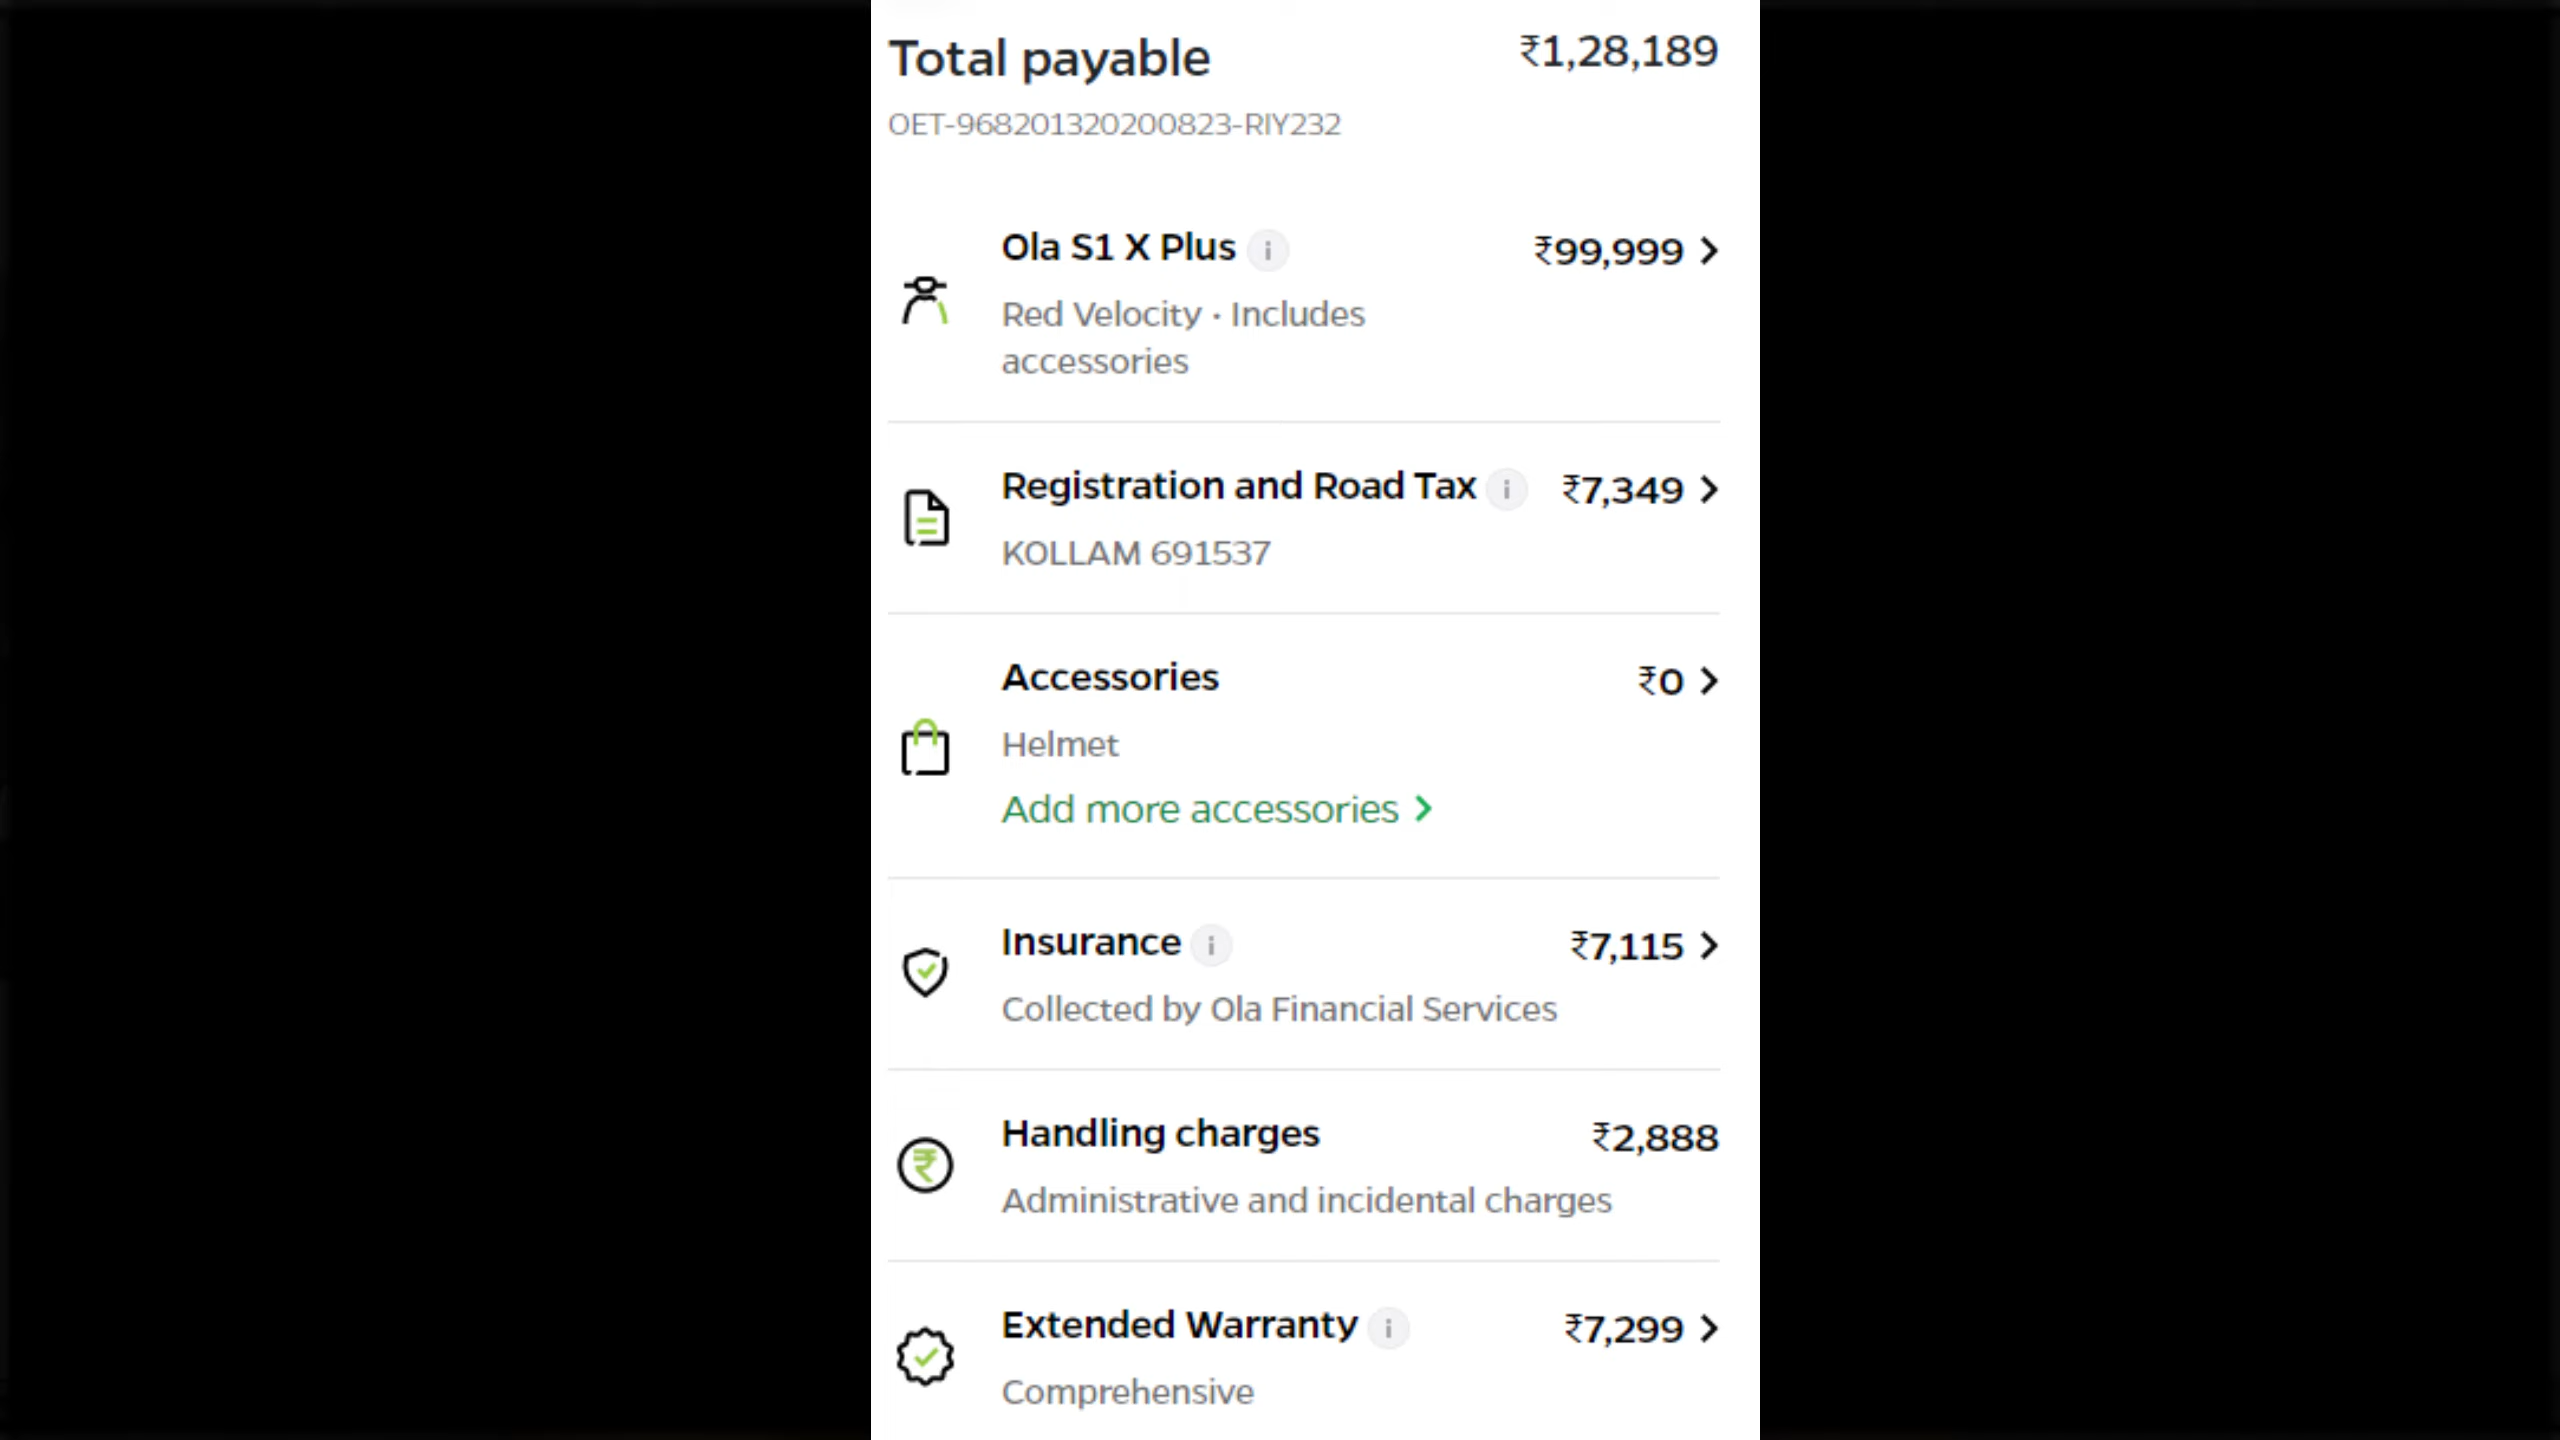 Total payable
₹1,28,189
OET-968201320200823-RIY232
Ola S1 X Plus i
₹99,999
Red Velocity • Includes
accessories
Registration and Road Tax i
₹7,349
KOLLAM 691537
Accessories
₹0
Helmet
Add more accessories
Insurance i
₹7,115
Collected by Ola Financial Services
Handling charges
₹2,888
Administrative and incidental charges
Extended Warranty i
₹7,299
Comprehensive